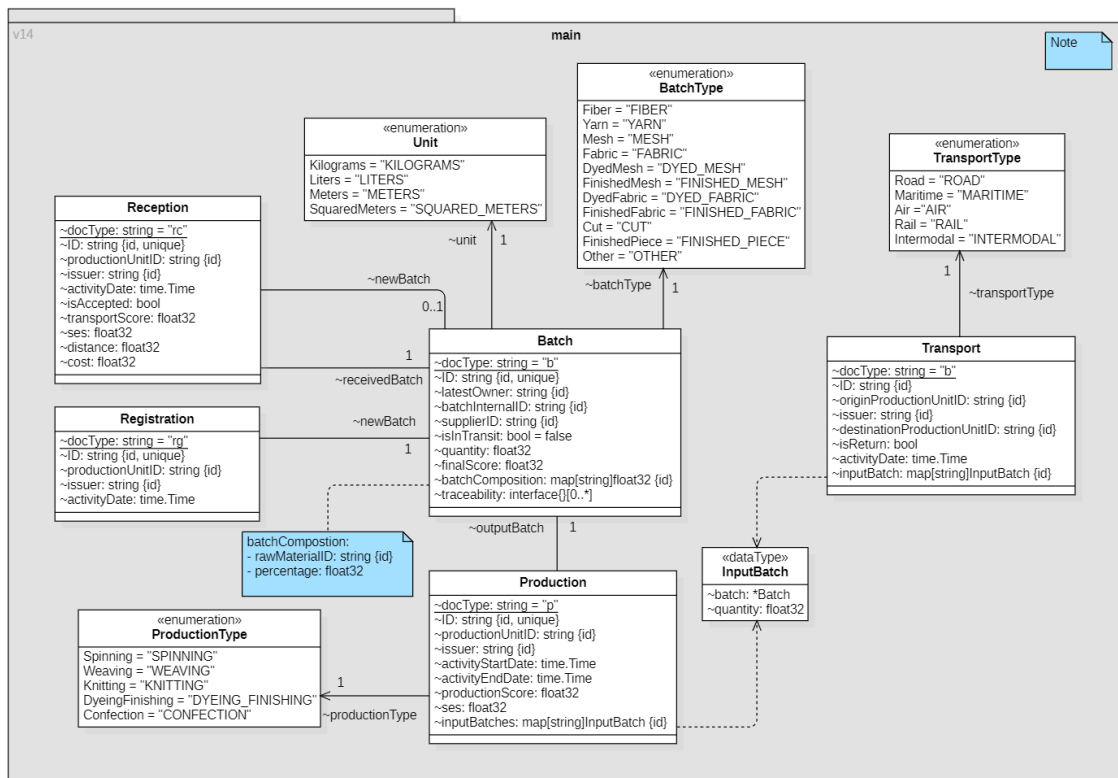 v14
main
Note
«enumeration»
BatchType
Fiber = "FIBER"
Yarn = "YARN"
Mesh = "MESH"
Fabric = "FABRIC"
DyedMesh = "DYED_MESH"
FinishedMesh = "FINISHED_MESH"
DyedFabric = "DYED_FABRIC"
FinishedFabric = "FINISHED_FABRIC"
Cut = "CUT"
FinishedPiece = "FINISHED_PIECE"
Other = "OTHER"
«enumeration»
Unit
Kilograms = "KILOGRAMS"
Liters = "LITERS"
Meters = "METERS"
SquaredMeters = "SQUARED_METERS"
«enumeration»
TransportType
Road = "ROAD"
Maritime = "MARITIME"
Air ="AIR"
Rail = "RAIL"
Intermodal = "INTERMODAL"
Reception
~docType: string = "rc"
~ID: string {id, unique}
~productionUnitID: string {id}
~issuer: string {id}
~activityDate: time.Time
~isAccepted: bool
~transportScore: float32
~ses: float32
~distance: float32
~cost: float32
~unit
1
~batchType
1
1
~transportType
~newBatch
0..1
1
~receivedBatch
Batch
~docType: string = "b"
~ID: string {id, unique}
~latestOwner: string {id}
~batchInternalID: string {id}
~supplierID: string {id}
~isInTransit: bool = false
~quantity: float32
~finalScore: float32
~batchComposition: map[string]float32 {id}
~traceability: interface{}[0..*]
Transport
~docType: string = "b"
~ID: string {id}
~originProductionUnitID: string {id}
~issuer: string {id}
~destinationProductionUnitID: string {id}
~isReturn: bool
~activityDate: time.Time
~inputBatch: map[string]InputBatch {id}
Registration
~docType: string = "rg"
~ID: string {id, unique}
~productionUnitID: string {id}
~issuer: string {id}
~activityDate: time.Time
~newBatch
1
~outputBatch
1
batchCompostion:
- rawMaterialID: string {id}
- percentage: float32
«dataType»
InputBatch
~batch: *Batch
~quantity: float32
Production
~docType: string = "p"
~ID: string {id, unique}
~productionUnitID: string {id}
~issuer: string {id}
~activityStartDate: time.Time
~activityEndDate: time.Time
~productionScore: float32
~ses: float32
~inputBatches: map[string]InputBatch {id}
«enumeration»
ProductionType
Spinning = "SPINNING"
Weaving = "WEAVING"
Knitting = "KNITTING"
DyeingFinishing = "DYEING_FINISHING"
Confection = "CONFECTION"
1
~productionType